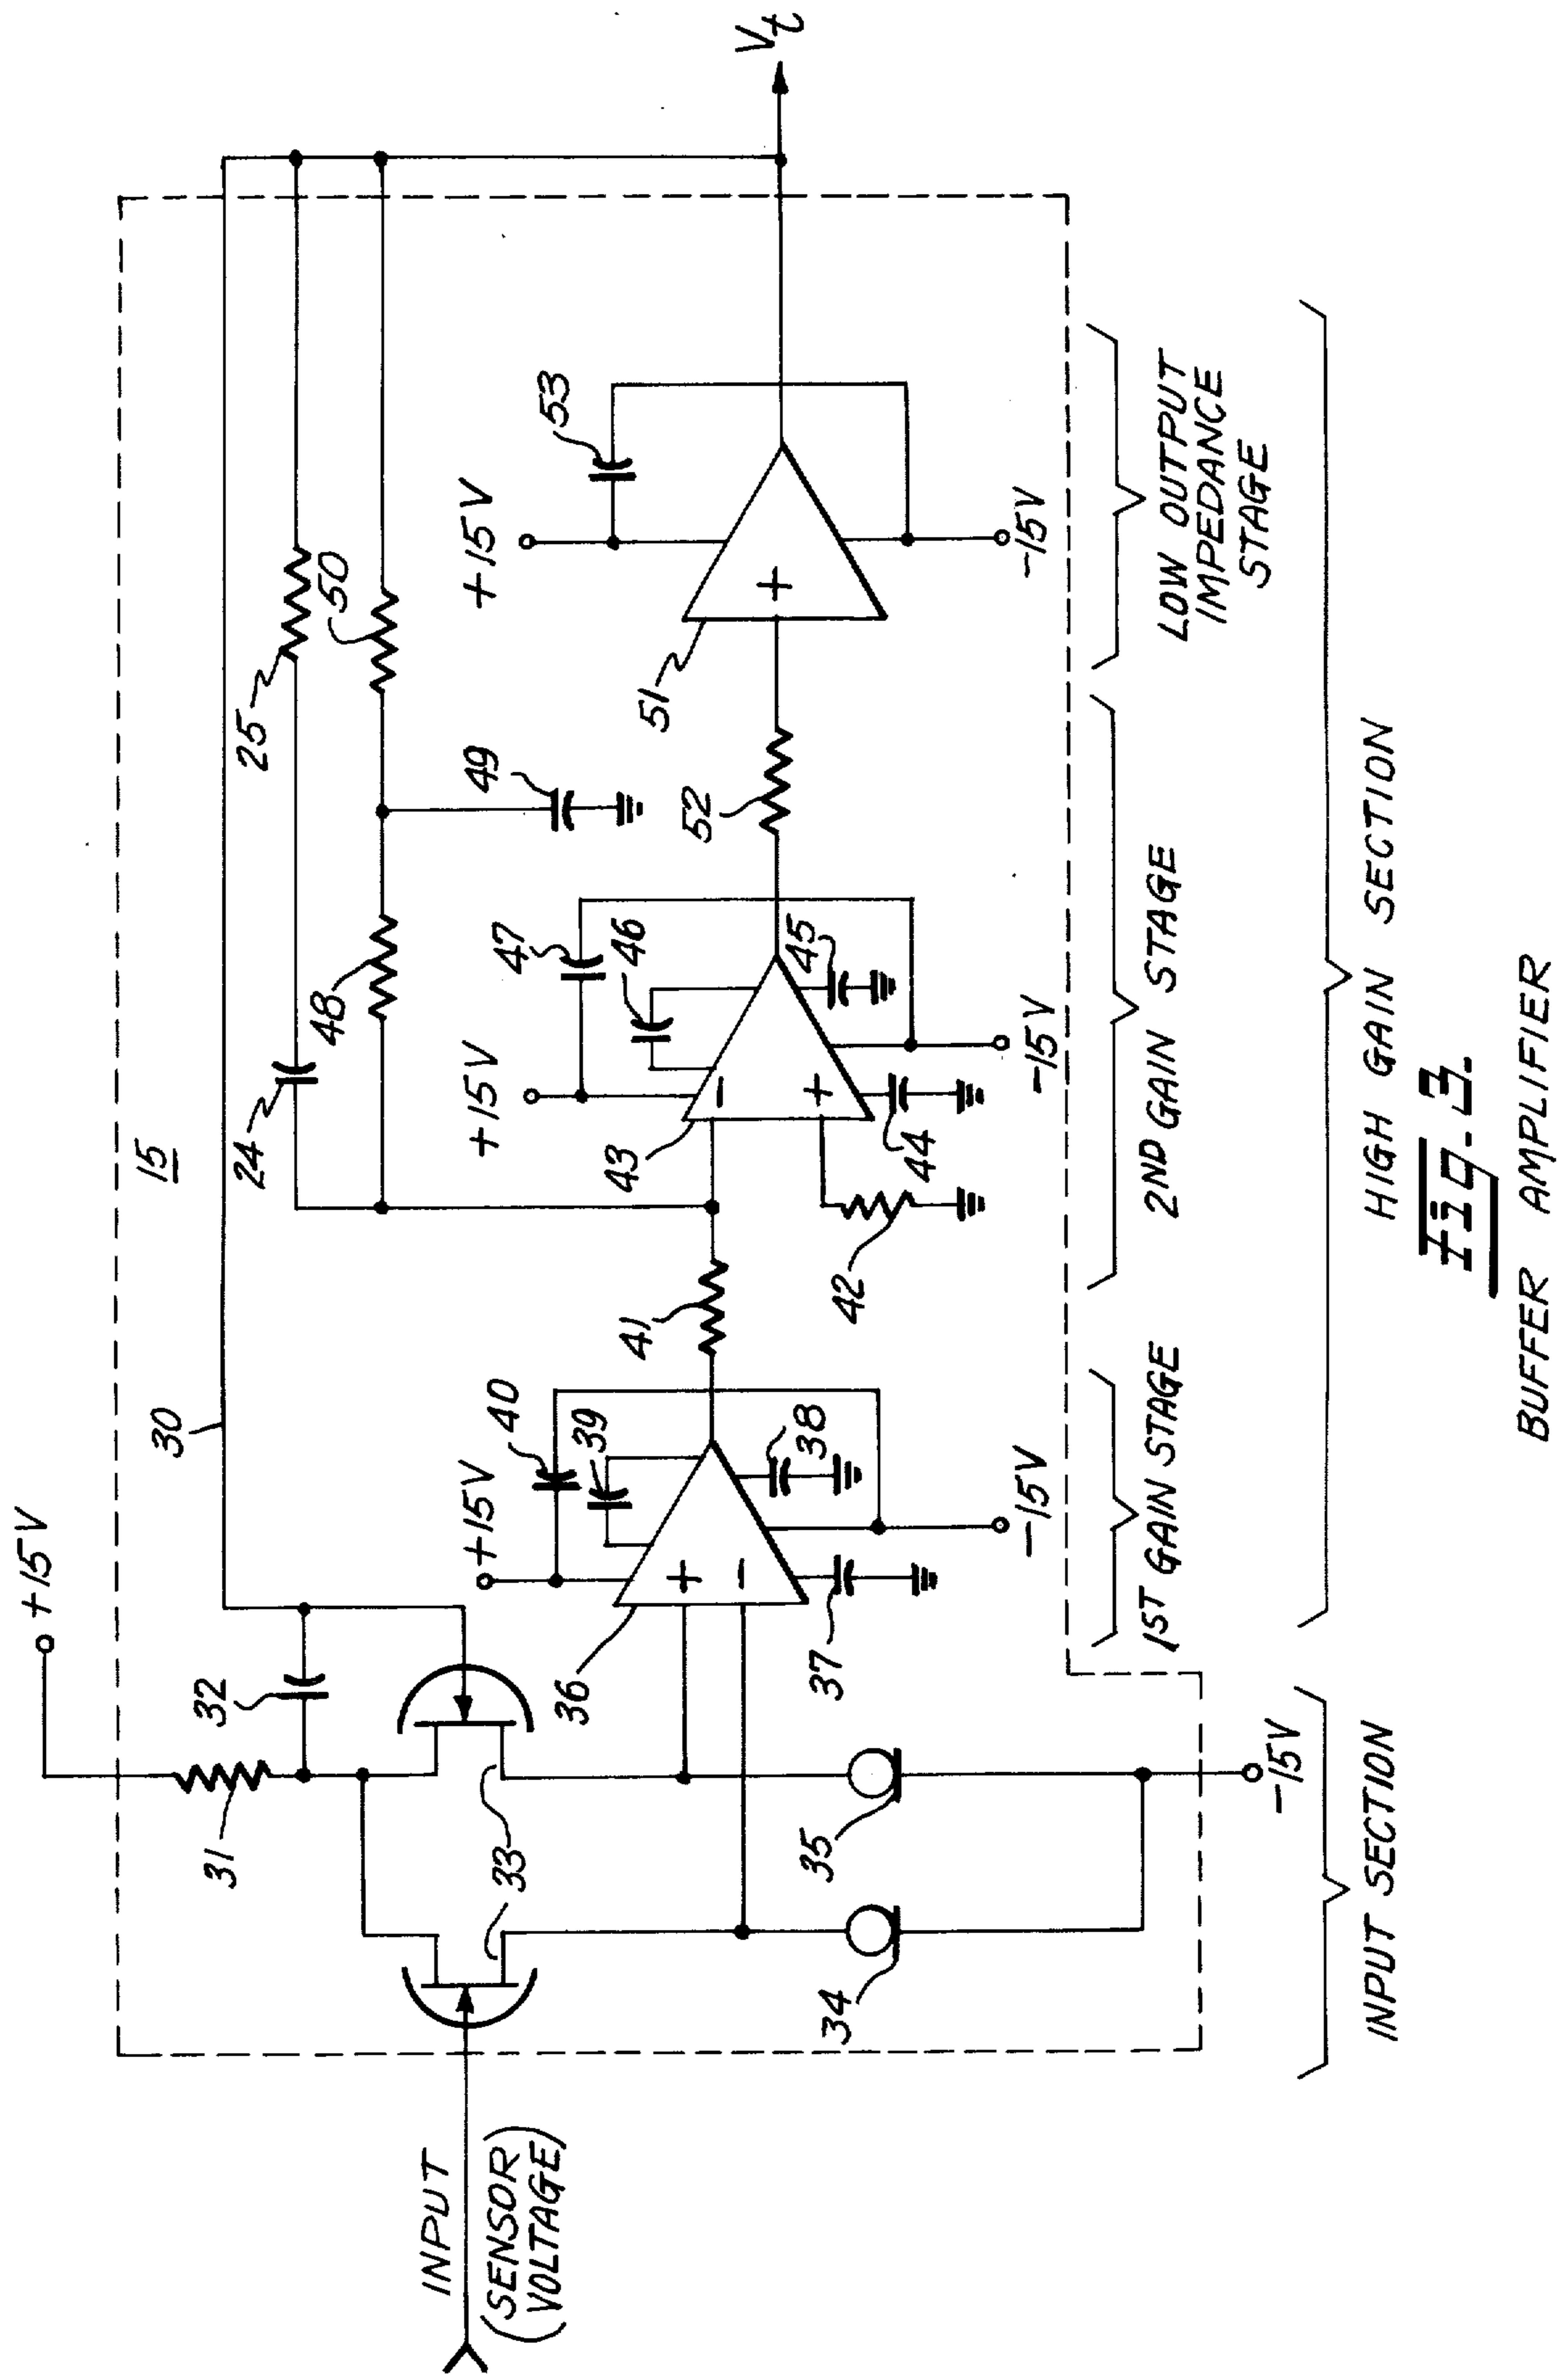 +15V
15
30
31
32
33
34
35
INPUT
(SENSOR
VOLTAGE)
-15V
36
37
38
39
40
+15V
-15V
41
42
43
44
45
46
47
+15V
-15V
24
25
48
49
50
51
52
53
+15V
-15V
Vt
INPUT SECTION
1ST GAIN STAGE
2ND GAIN STAGE
LOW OUTPUT
IMPEDANCE
STAGE
HIGH GAIN SECTION
Fig. 3.
BUFFER AMPLIFIER
+
-
-
+
+